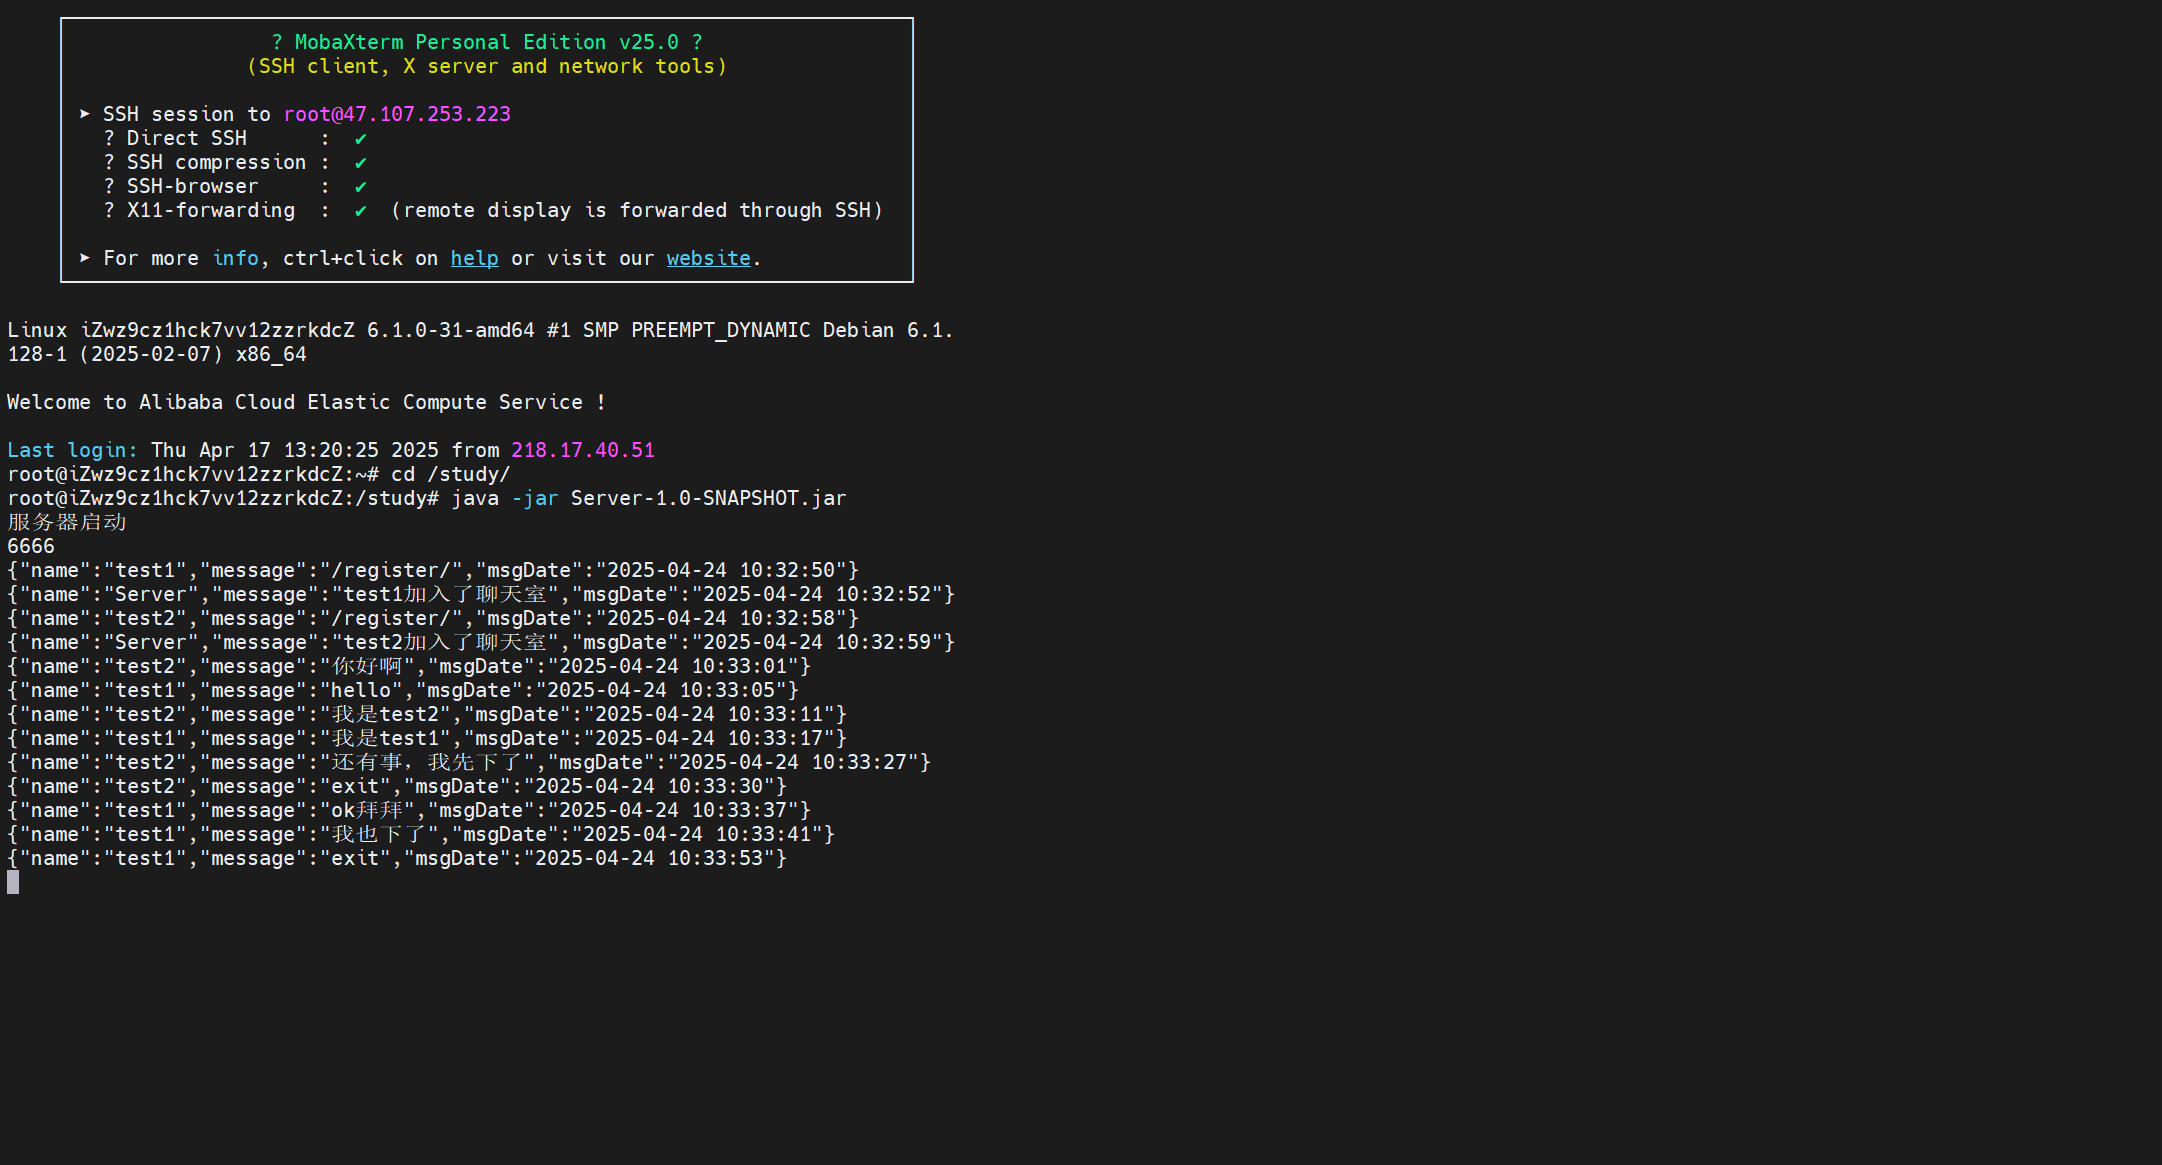 ? MobaXterm Personal Edition v25.0 ?
(SSH client, X server and network tools)
➤ SSH session to root@47.107.253.223
? Direct SSH      :  ✔
? SSH compression :  ✔
? SSH-browser     :  ✔
? X11-forwarding  :  ✔  (remote display is forwarded through SSH)
➤ For more info, ctrl+click on help or visit our website.
Linux iZwz9cz1hck7vv12zzrkdcZ 6.1.0-31-amd64 #1 SMP PREEMPT_DYNAMIC Debian 6.1.
128-1 (2025-02-07) x86_64
Welcome to Alibaba Cloud Elastic Compute Service !
Last login: Thu Apr 17 13:20:25 2025 from 218.17.40.51
root@iZwz9cz1hck7vv12zzrkdcZ:~# cd /study/
root@iZwz9cz1hck7vv12zzrkdcZ:/study# java -jar Server-1.0-SNAPSHOT.jar
服务器启动
6666
{"name":"test1","message":"/register/","msgDate":"2025-04-24 10:32:50"}
{"name":"Server","message":"test1加入了聊天室","msgDate":"2025-04-24 10:32:52"}
{"name":"test2","message":"/register/","msgDate":"2025-04-24 10:32:58"}
{"name":"Server","message":"test2加入了聊天室","msgDate":"2025-04-24 10:32:59"}
{"name":"test2","message":"你好啊","msgDate":"2025-04-24 10:33:01"}
{"name":"test1","message":"hello","msgDate":"2025-04-24 10:33:05"}
{"name":"test2","message":"我是test2","msgDate":"2025-04-24 10:33:11"}
{"name":"test1","message":"我是test1","msgDate":"2025-04-24 10:33:17"}
{"name":"test2","message":"还有事，我先下了","msgDate":"2025-04-24 10:33:27"}
{"name":"test2","message":"exit","msgDate":"2025-04-24 10:33:30"}
{"name":"test1","message":"ok拜拜","msgDate":"2025-04-24 10:33:37"}
{"name":"test1","message":"我也下了","msgDate":"2025-04-24 10:33:41"}
{"name":"test1","message":"exit","msgDate":"2025-04-24 10:33:53"}